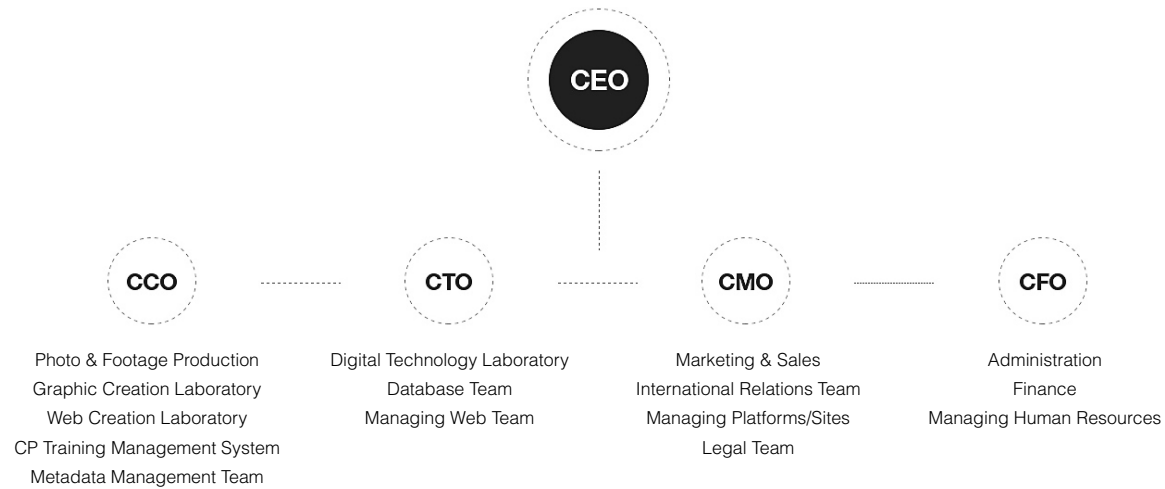 CEO
CCO
CTO
CMO
CFO
Photo & Footage Production
Graphic Creation Laboratory
Web Creation Laboratory
CP Training Management System
Metadata Management Team
Digital Technology Laboratory
Database Team
Managing Web Team
Marketing & Sales
International Relations Team
Managing Platforms/Sites
Legal Team
Administration
Finance
Managing Human Resources